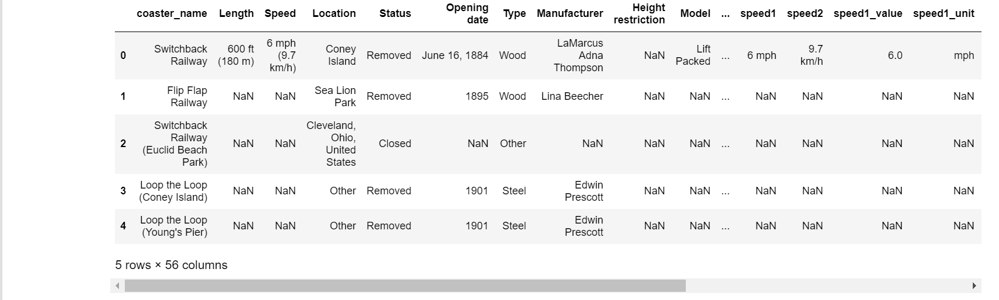 coaster_name Length Speed Location Status Opening date Type Manufacturer Height restriction Model ... speed1 speed2 speed1_value speed1_unit
0 Switchback Railway 600 ft (180 m) 6 mph (9.7 km/h) Coney Island Removed June 16, 1884 Wood LaMarcus Adna Thompson NaN Lift Packed ... 6 mph 9.7 km/h 6.0 mph
1 Flip Flap Railway NaN NaN Sea Lion Park Removed 1895 Wood Lina Beecher NaN NaN ... NaN NaN NaN NaN
2 Switchback Railway (Euclid Beach Park) NaN NaN Cleveland, Ohio, United States Closed NaN Other NaN NaN NaN ... NaN NaN NaN NaN
3 Loop the Loop (Coney Island) NaN NaN Other Removed 1901 Steel Edwin Prescott NaN NaN ... NaN NaN NaN NaN
4 Loop the Loop (Young's Pier) NaN NaN Other Removed 1901 Steel Edwin Prescott NaN NaN ... NaN NaN NaN NaN
5 rows × 56 columns